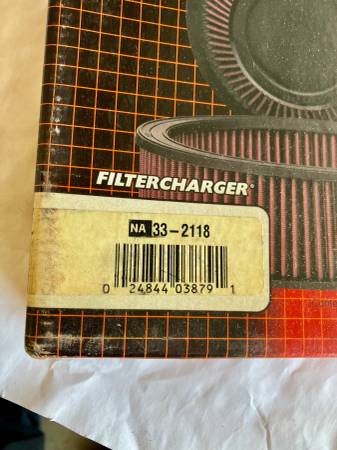 FILTERCHARGER®
NA 33-2118
0 24844 03879 1